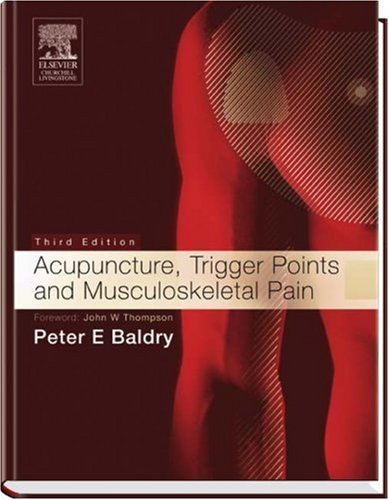 ELSEVIER
CHURCHILL
LIVINGSTONE
Third Edition
Acupuncture, Trigger Points
and Musculoskeletal Pain
Foreword: John W Thompson
Peter E Baldry